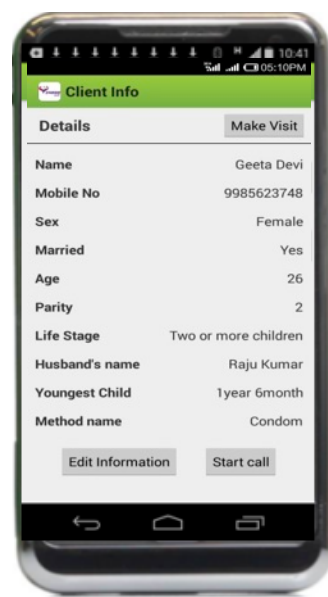 10:41
05:10PM
Client Info
Details Make Visit
Name Geeta Devi
Mobile No 9985623748
Sex Female
Married Yes
Age 26
Parity 2
Life Stage Two or more children
Husband's name Raju Kumar
Youngest Child 1year 6month
Method name Condom
Edit Information Start call